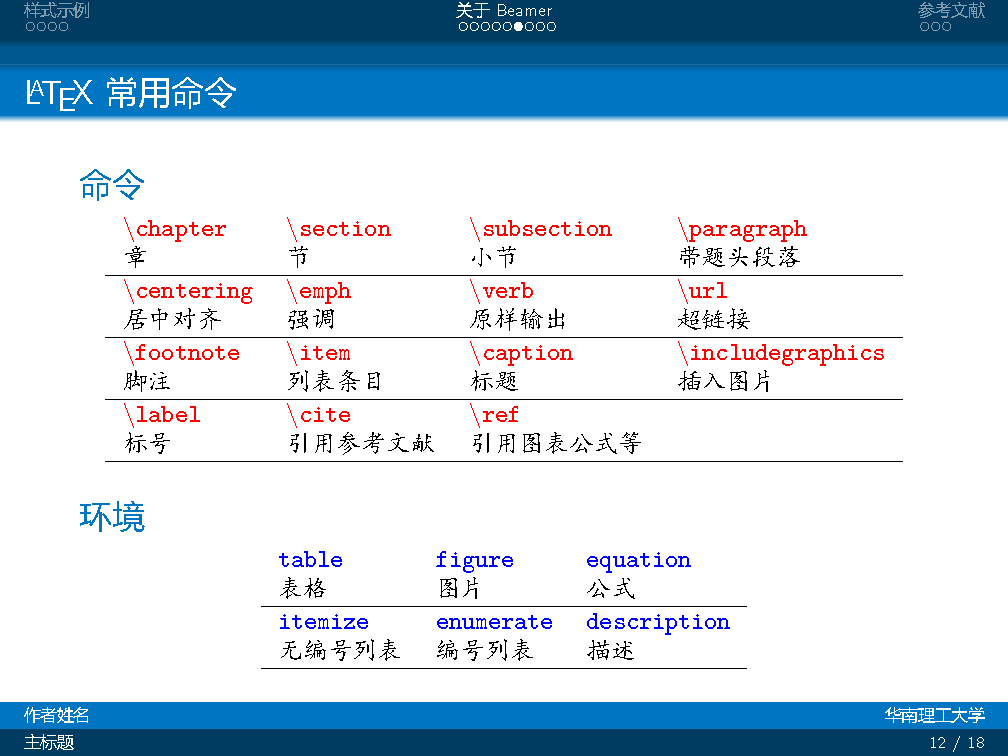 样式示例 关于 Beamer 参考文献
LATEX 常用命令
命令
\chapter \section \subsection \paragraph
章 节 小节 带题头段落
\centering \emph \verb \url
居中对齐 强调 原样输出 超链接
\footnote \item \caption \includegraphics
脚注 列表条目 标题 插入图片
\label \cite \ref
标号 引用参考文献 引用图表公式等
环境
table figure equation
表格 图片 公式
itemize enumerate description
无编号列表 编号列表 描述
作者姓名 华南理工大学
主标题 12 / 18